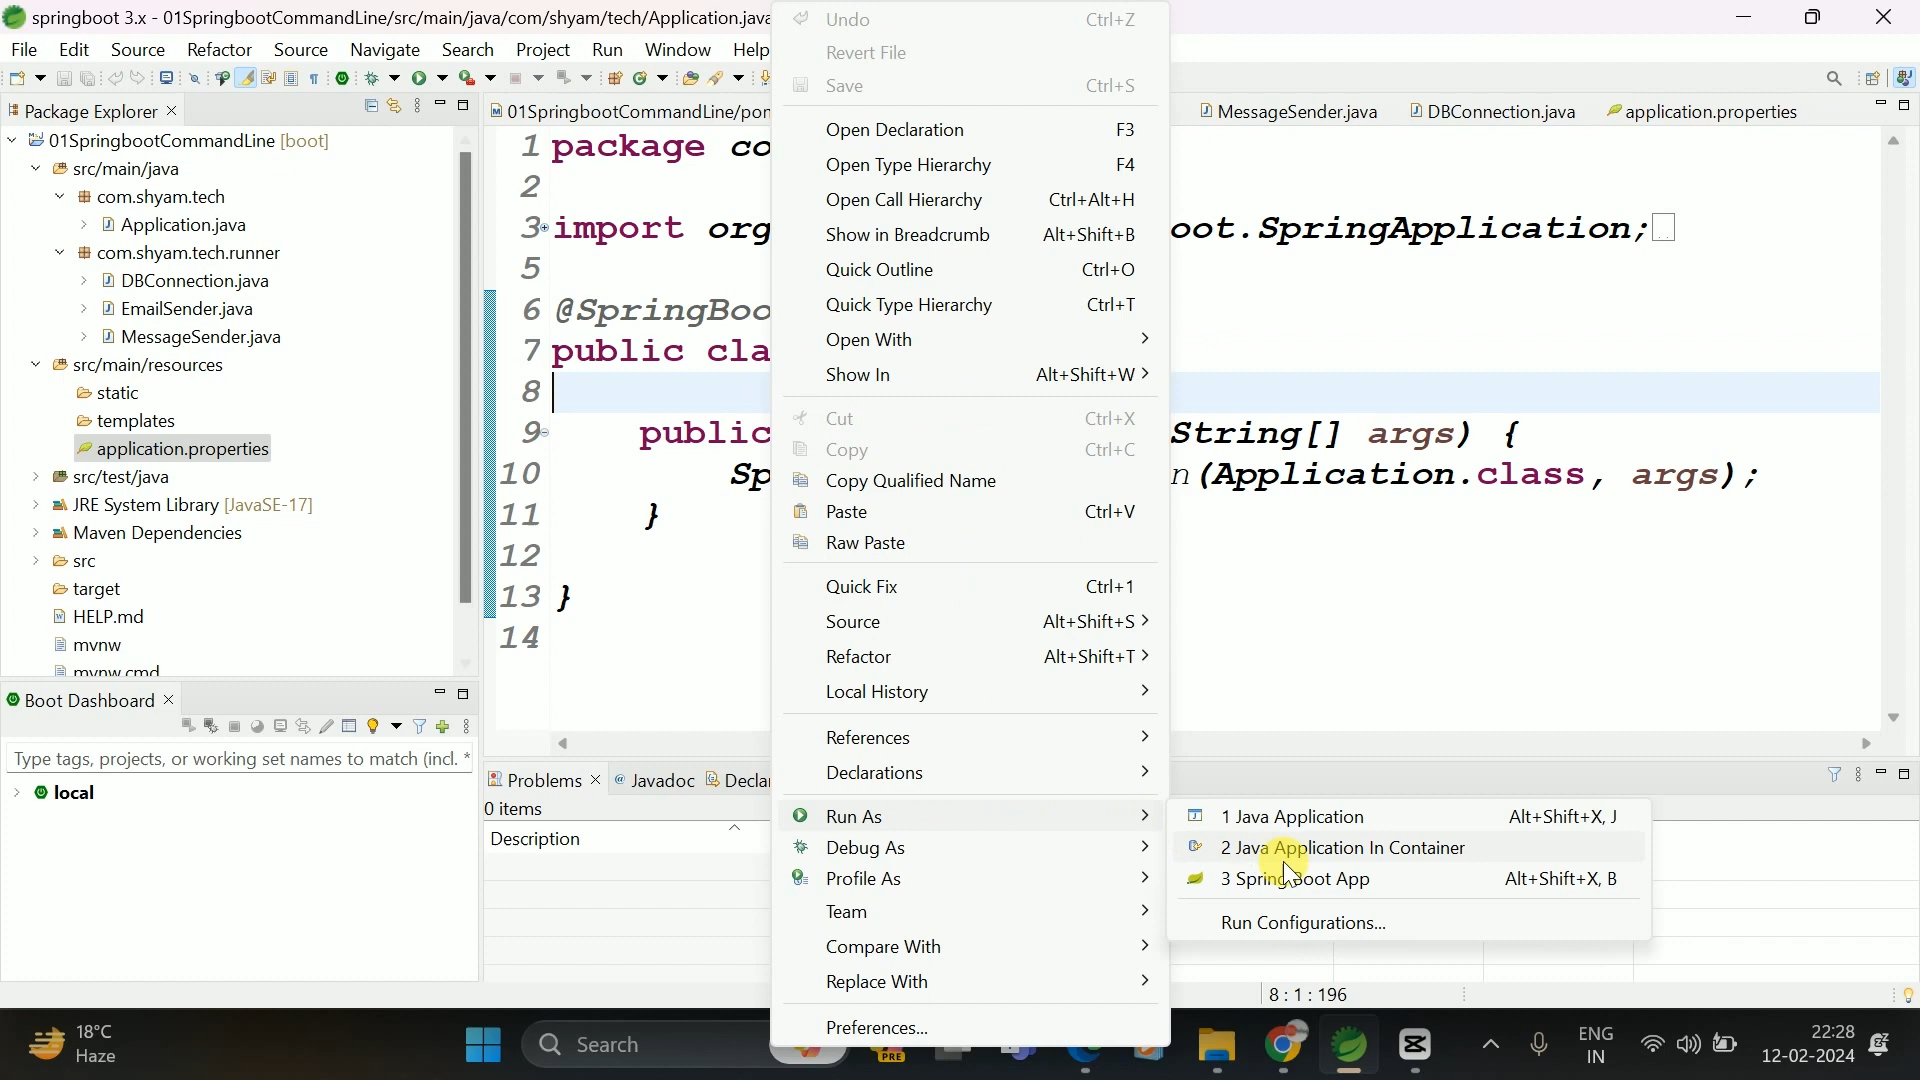 springboot 3.x - 01SpringbootCommandLine/src/main/java/com/shyam/tech/Application.java
File Edit Source Refactor Source Navigate Search Project Run Window Help
Package Explorer
01SpringbootCommandLine [boot]
src/main/java
com.shyam.tech
Application.java
com.shyam.tech.runner
DBConnection.java
EmailSender.java
MessageSender.java
src/main/resources
static
templates
application.properties
src/test/java
JRE System Library [JavaSE-17]
Maven Dependencies
src
target
HELP.md
mvnw
mvnw.cmd
Boot Dashboard
Type tags, projects, or working set names to match (incl. *
local
01SpringbootCommandLine/pon
MessageSender.java
DBConnection.java
application.properties
1 package co
2
3 import org oot.SpringApplication;
5
6 @SpringBoo
7 public cla
8
9 public String[] args) {
10 Sp n(Application.class, args);
11 }
12
13 }
14
Undo Ctrl+Z
Revert File
Save Ctrl+S
Open Declaration F3
Open Type Hierarchy F4
Open Call Hierarchy Ctrl+Alt+H
Show in Breadcrumb Alt+Shift+B
Quick Outline Ctrl+O
Quick Type Hierarchy Ctrl+T
Open With
Show In Alt+Shift+W
Cut Ctrl+X
Copy Ctrl+C
Copy Qualified Name
Paste Ctrl+V
Raw Paste
Quick Fix Ctrl+1
Source Alt+Shift+S
Refactor Alt+Shift+T
Local History
References
Declarations
Run As
Debug As
Profile As
Team
Compare With
Replace With
Preferences...
1 Java Application Alt+Shift+X, J
2 Java Application In Container
3 Spring Boot App Alt+Shift+X, B
Run Configurations...
Problems Javadoc Declar
0 items
Description
8 : 1 : 196
18°C
Haze
Search
PRE
ENG
IN
22:28
12-02-2024